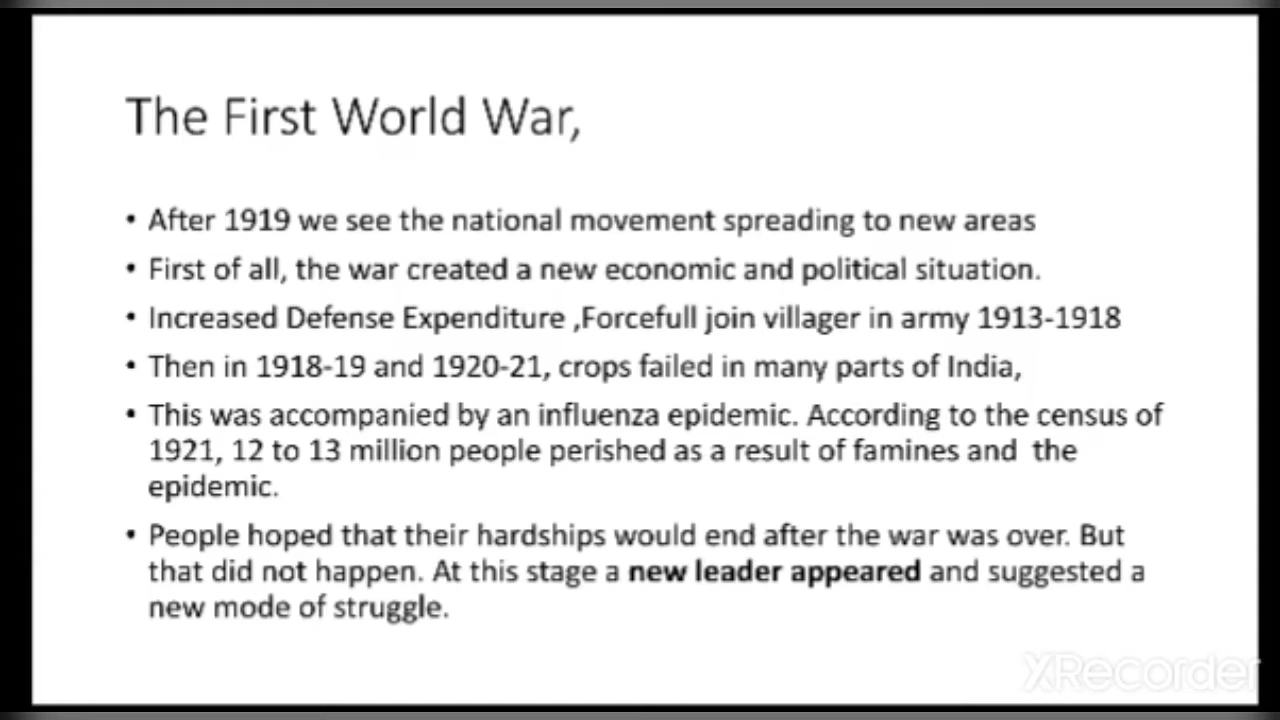 The First World War,
• After 1919 we see the national movement spreading to new areas
• First of all, the war created a new economic and political situation.
• Increased Defense Expenditure ,Forcefull join villager in army 1913-1918
• Then in 1918-19 and 1920-21, crops failed in many parts of India,
• This was accompanied by an influenza epidemic. According to the census of
1921, 12 to 13 million people perished as a result of famines and the
epidemic.
• People hoped that their hardships would end after the war was over. But
that did not happen. At this stage a new leader appeared and suggested a
new mode of struggle.
XRecorder